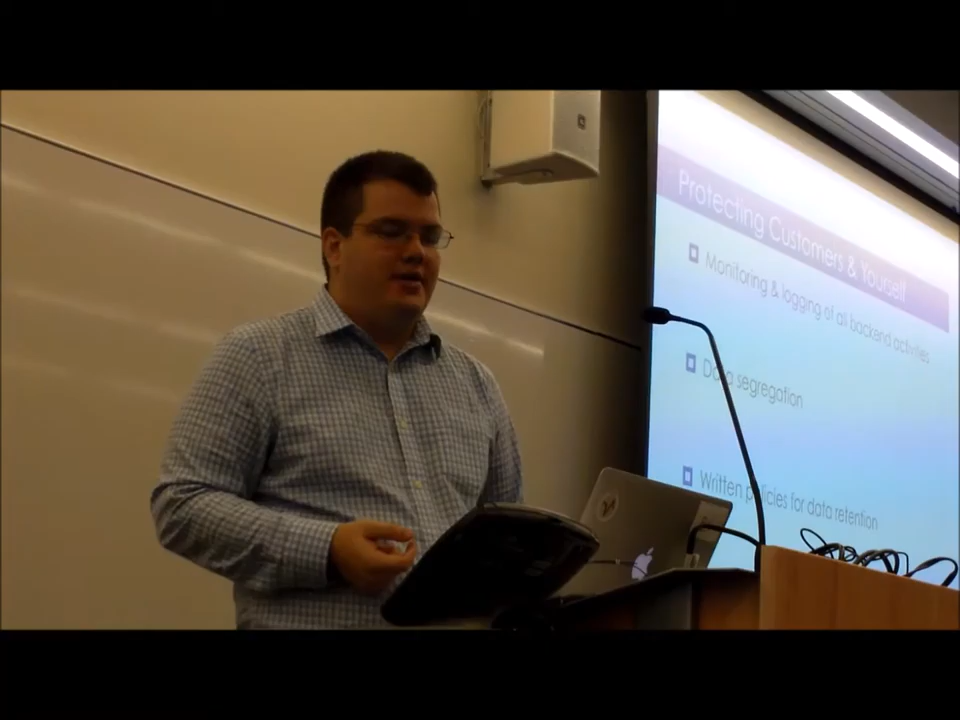 Protecting Customers & Yourself
Monitoring & logging of all backend activities
Data segregation
Written policies for data retention